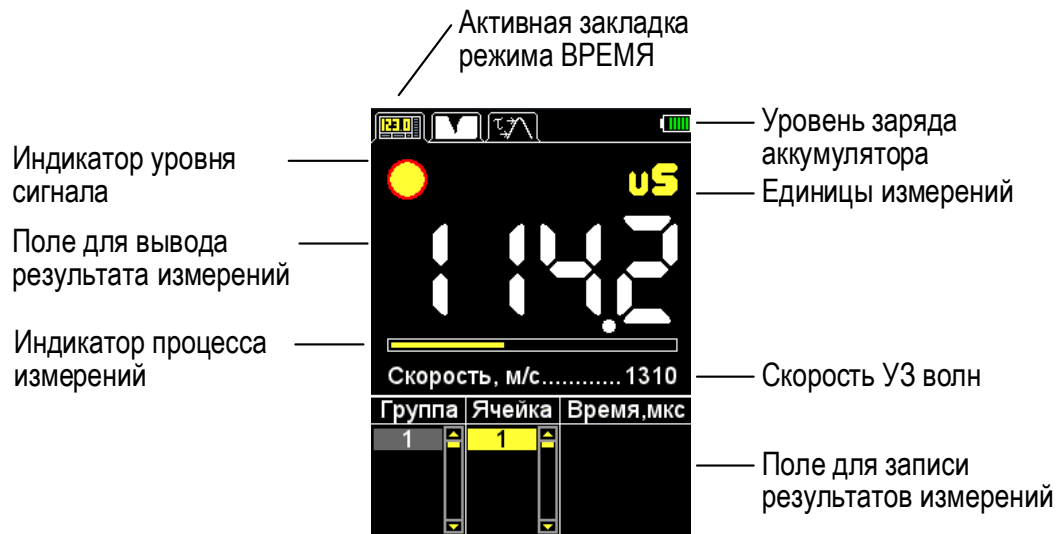 Активная закладка
режима ВРЕМЯ
123.0
τ
Уровень заряда
аккумулятора
Индикатор уровня
сигнала
uS
Единицы измерений
Поле для вывода
результата измерений
114.2
Индикатор процесса
измерений
Скорость, м/с............1310
Скорость УЗ волн
Группа Ячейка Время,мкс
1 1
Поле для записи
результатов измерений